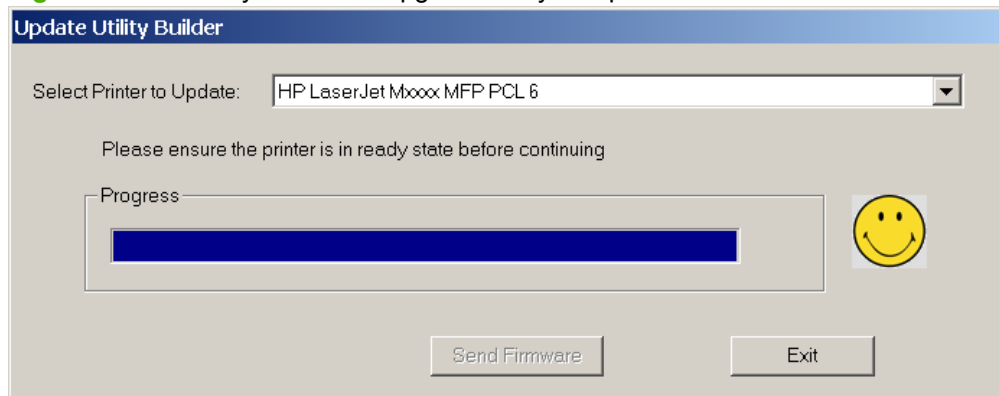 Update Utility Builder
Select Printer to Update: HP LaserJet Mxxxx MFP PCL 6
Please ensure the printer is in ready state before continuing
Progress
Send Firmware Exit